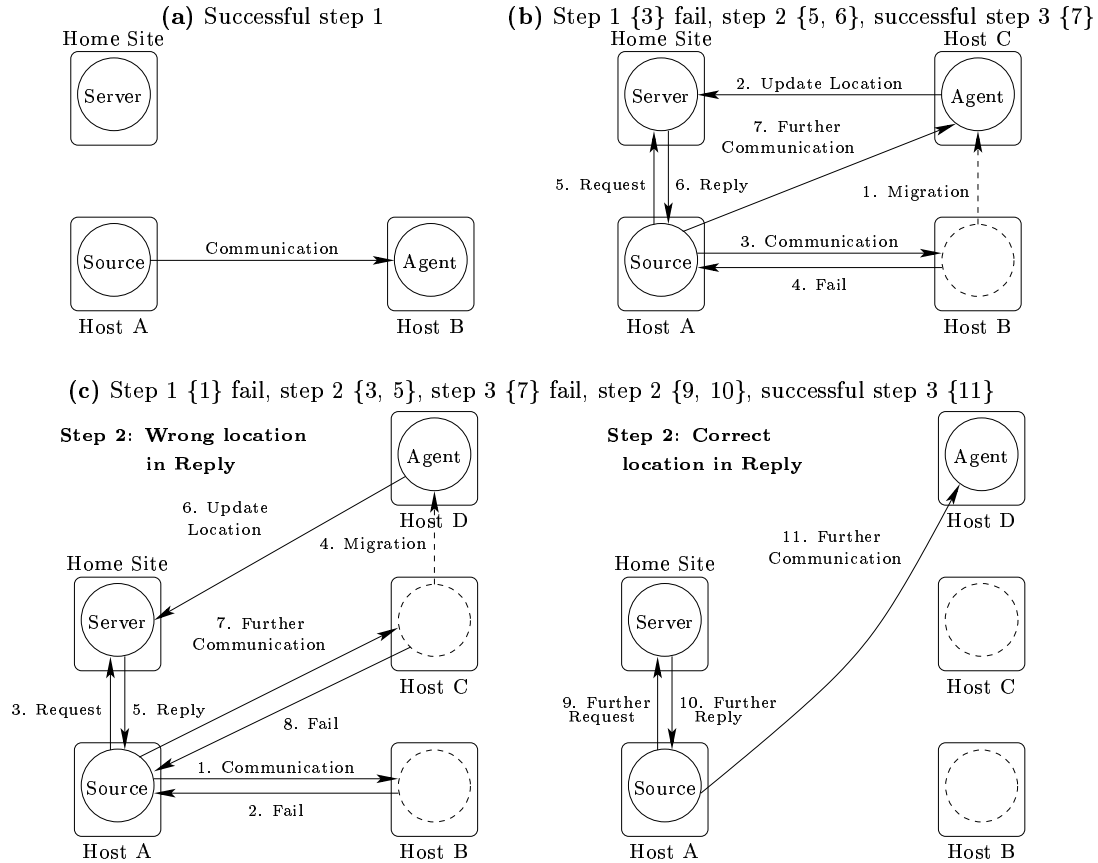 (a) Successful step 1
Home Site
Server
Source
Communication
Agent
Host A
Host B
(b) Step 1 {3} fail, step 2 {5, 6}, successful step 3 {7}
Home Site
Host C
Server
2. Update Location
Agent
7. Further
Communication
5. Request
6. Reply
1. Migration
3. Communication
Source
4. Fail
Host A
Host B
(c) Step 1 {1} fail, step 2 {3, 5}, step 3 {7} fail, step 2 {9, 10}, successful step 3 {11}
Step 2: Wrong location
in Reply
Agent
Host D
6. Update
Location
4. Migration
Home Site
Server
7. Further
Communication
Host C
3. Request
5. Reply
8. Fail
1. Communication
Source
2. Fail
Host A
Host B
Step 2: Correct
location in Reply
Agent
Host D
11. Further
Communication
Home Site
Server
Host C
9. Further
Request
10. Further
Reply
Source
Host A
Host B